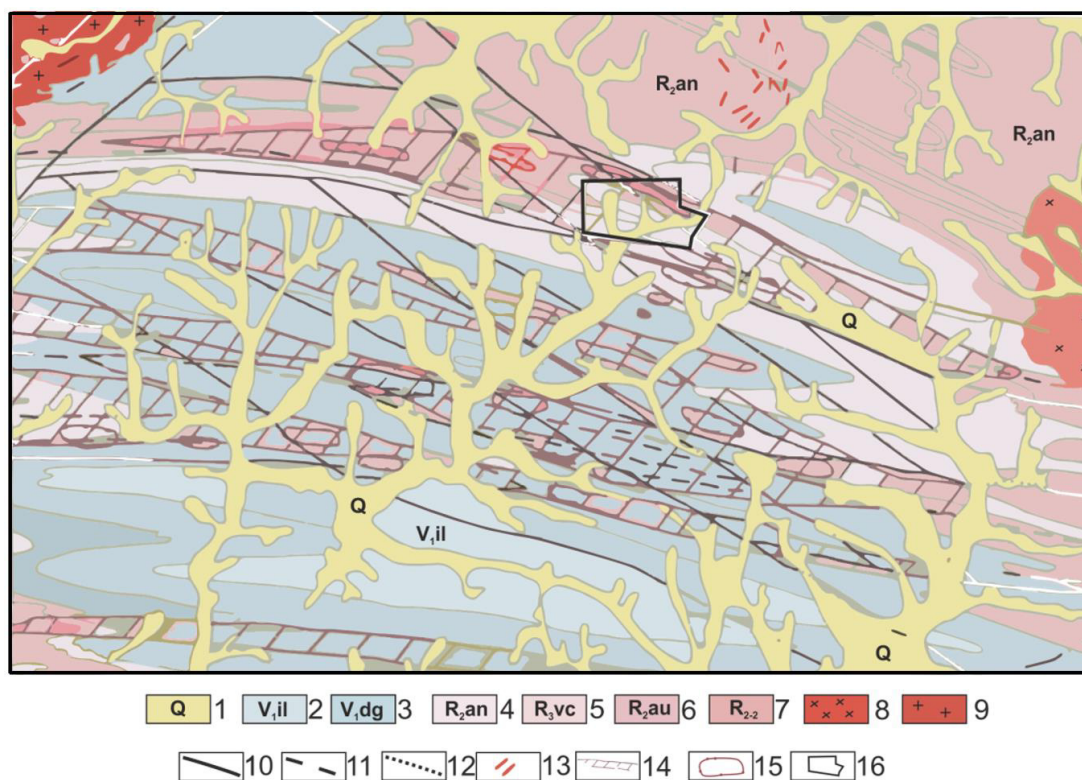 R₂an
R₂an
Q
Q
V₁il
Q
Q 1 V₁il 2 V₁dg 3 R₂an 4 R₃vc 5 R₂au 6 R₂₋₂ 7 8 9
10 11 12 13 14 15 16